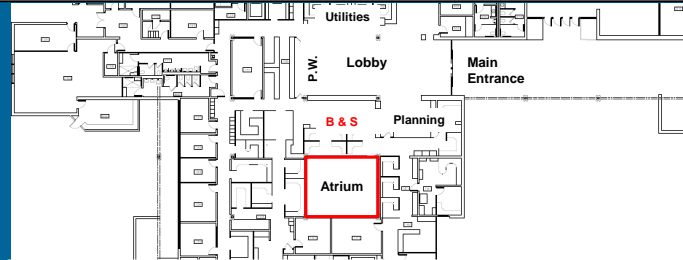 Utilities
P.W.
Lobby
Main
Entrance
B & S
Planning
Atrium